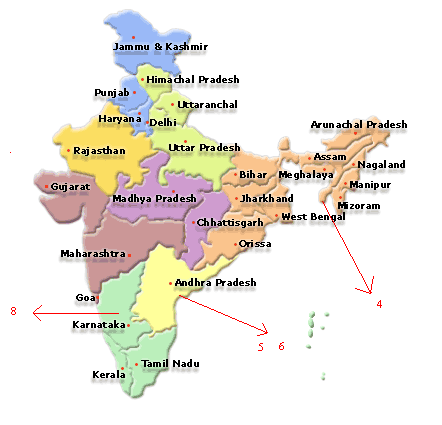 Jammu & Kashmir
Himachal Pradesh
Punjab
Uttaranchal
Haryana
Delhi
Arunachal Pradesh
Uttar Pradesh
Rajasthan
Assam
Nagaland
Bihar
Meghalaya
Gujarat
Manipur
Madhya Pradesh
Jharkhand
Mizoram
Chhattisgarh
West Bengal
Orissa
Maharashtra
Andhra Pradesh
Goa
4
8
Karnataka
5 6
Tamil Nadu
Kerala